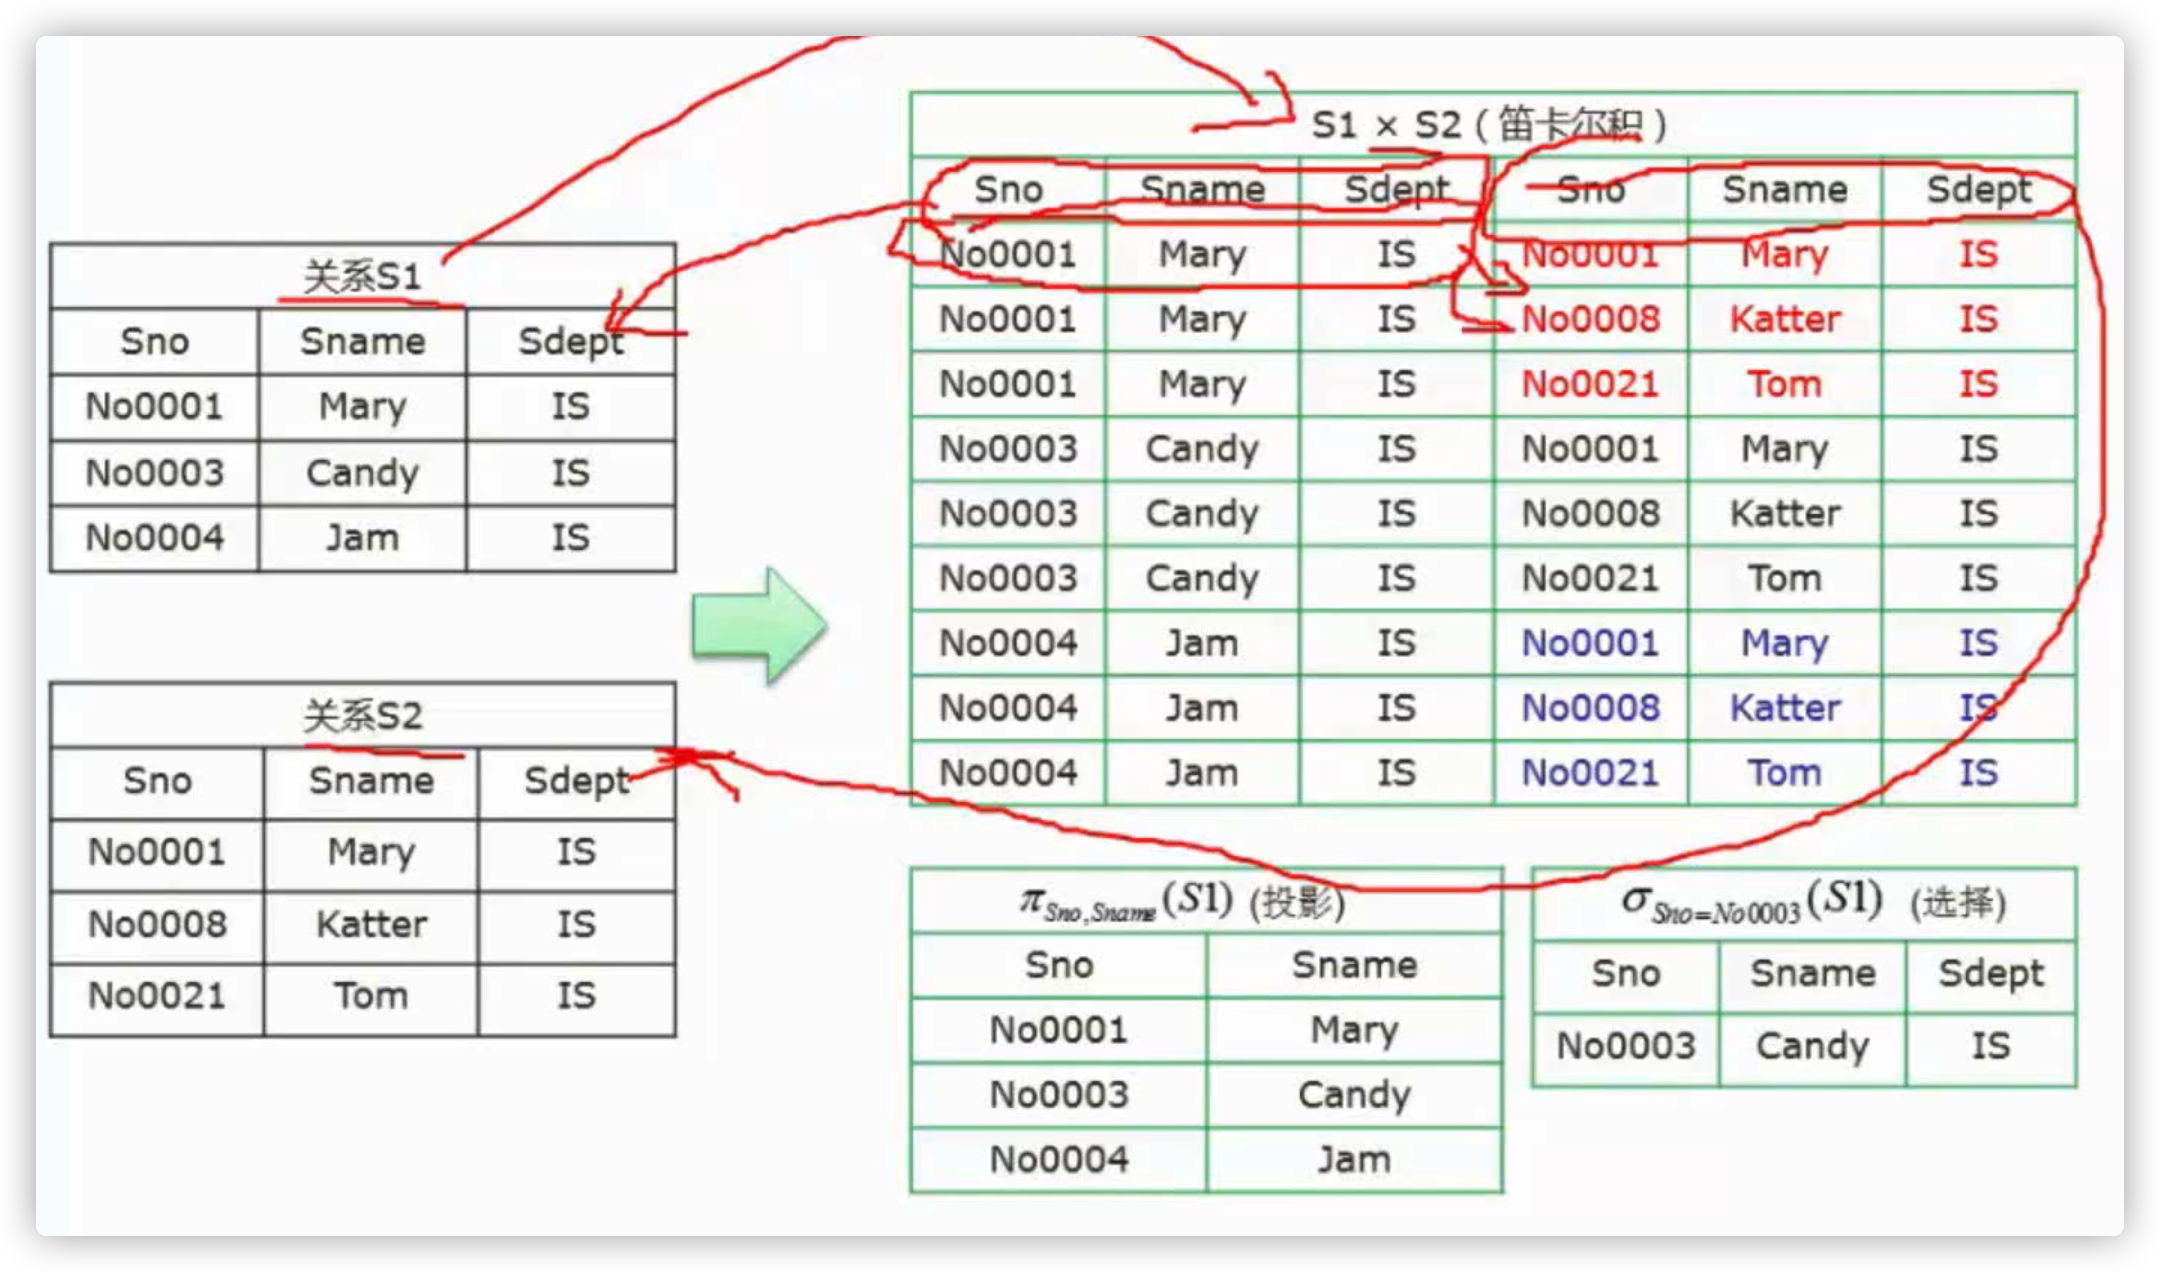 关系S1
Sno Sname Sdept
No0001 Mary IS
No0003 Candy IS
No0004 Jam IS
关系S2
Sno Sname Sdept
No0001 Mary IS
No0008 Katter IS
No0021 Tom IS
S1 × S2 (笛卡尔积)
Sno Sname Sdept Sno Sname Sdept
No0001 Mary IS No0001 Mary IS
No0001 Mary IS No0008 Katter IS
No0001 Mary IS No0021 Tom IS
No0003 Candy IS No0001 Mary IS
No0003 Candy IS No0008 Katter IS
No0003 Candy IS No0021 Tom IS
No0004 Jam IS No0001 Mary IS
No0004 Jam IS No0008 Katter IS
No0004 Jam IS No0021 Tom IS
π Sno,Sname (S1) (投影)
Sno Sname
No0001 Mary
No0003 Candy
No0004 Jam
σ Sno=No0003 (S1) (选择)
Sno Sname Sdept
No0003 Candy IS